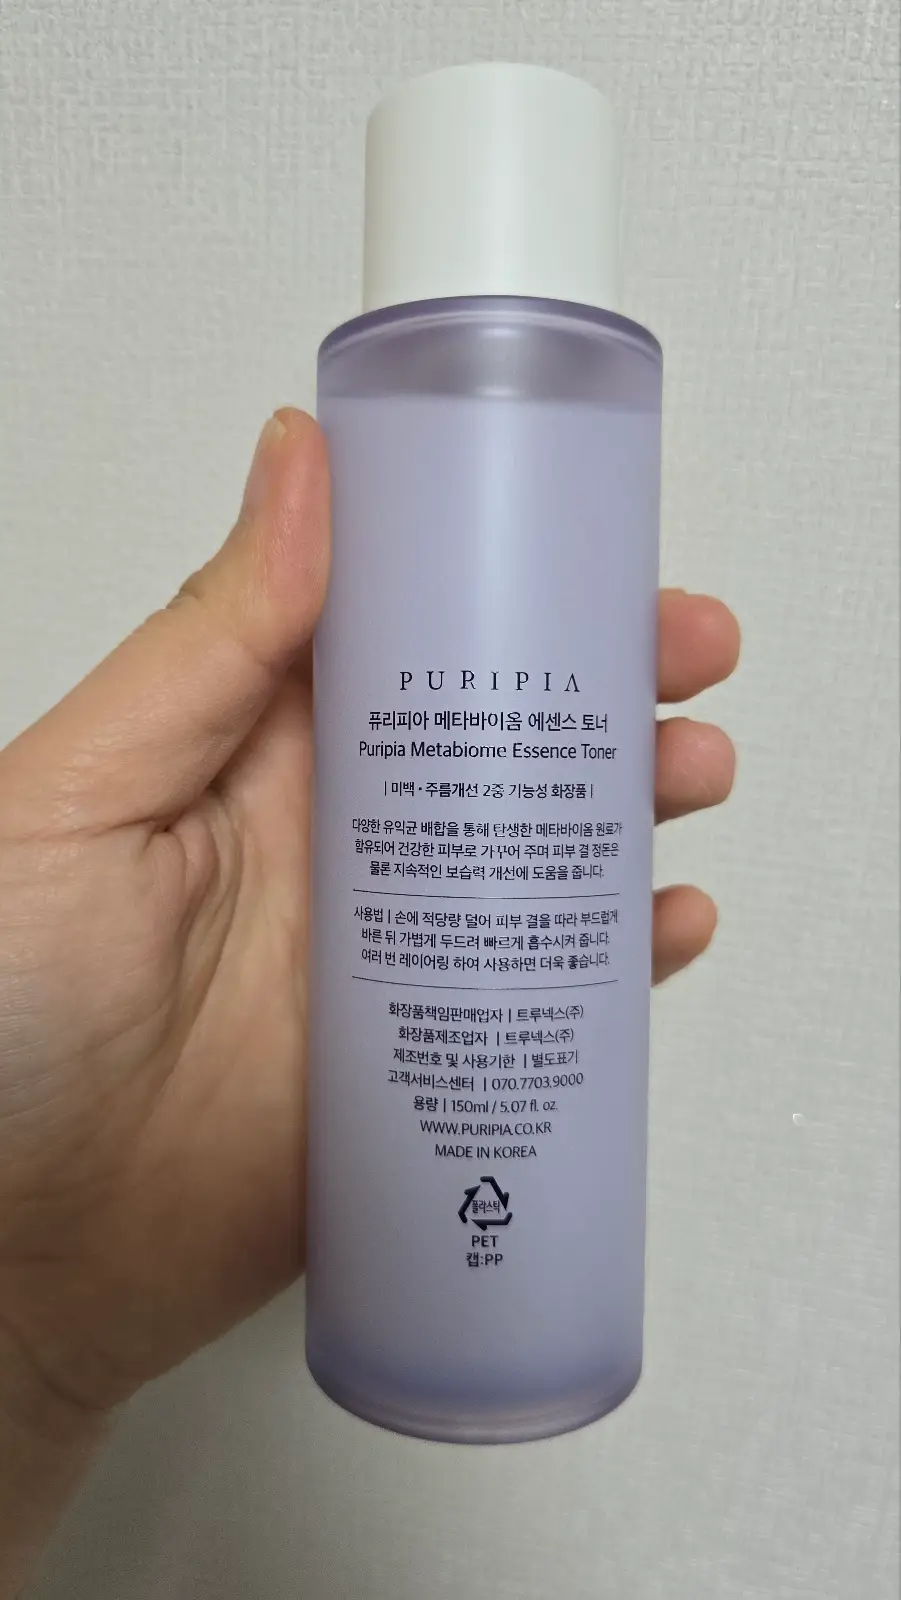 PURIPIA
퓨리피아 메타바이옴 에센스 토너
Puripia Metabiome Essence Toner
| 미백・주름개선 2중 기능성 화장품 |
다양한 유익균 배합을 통해 탄생한 메타바이옴 원료가
함유되어 건강한 피부로 가꾸어 주며 피부 결 정돈은
물론 지속적인 보습력 개선에 도움을 줍니다.
사용법 | 손에 적당량 덜어 피부 결을 따라 부드럽게
바른 뒤 가볍게 두드려 빠르게 흡수시켜 줍니다.
여러 번 레이어링 하여 사용하면 더욱 좋습니다.
화장품책임판매업자 | 트루넥스(주)
화장품제조업자 | 트루넥스(주)
제조번호 및 사용기한 | 별도표기
고객서비스센터 | 070.7703.9000
용량 | 150ml / 5.07 fl. oz.
WWW.PURIPIA.CO.KR
MADE IN KOREA
플라스틱
PET
캡:PP